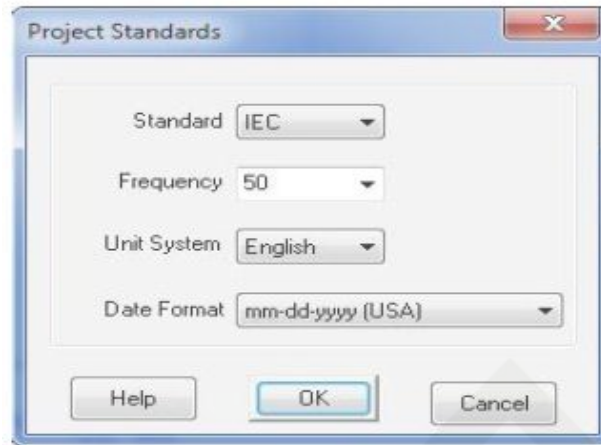 Project Standards
Standard IEC
Frequency 50
Unit System English
Date Format mm-dd-yyyy (USA)
Help OK Cancel